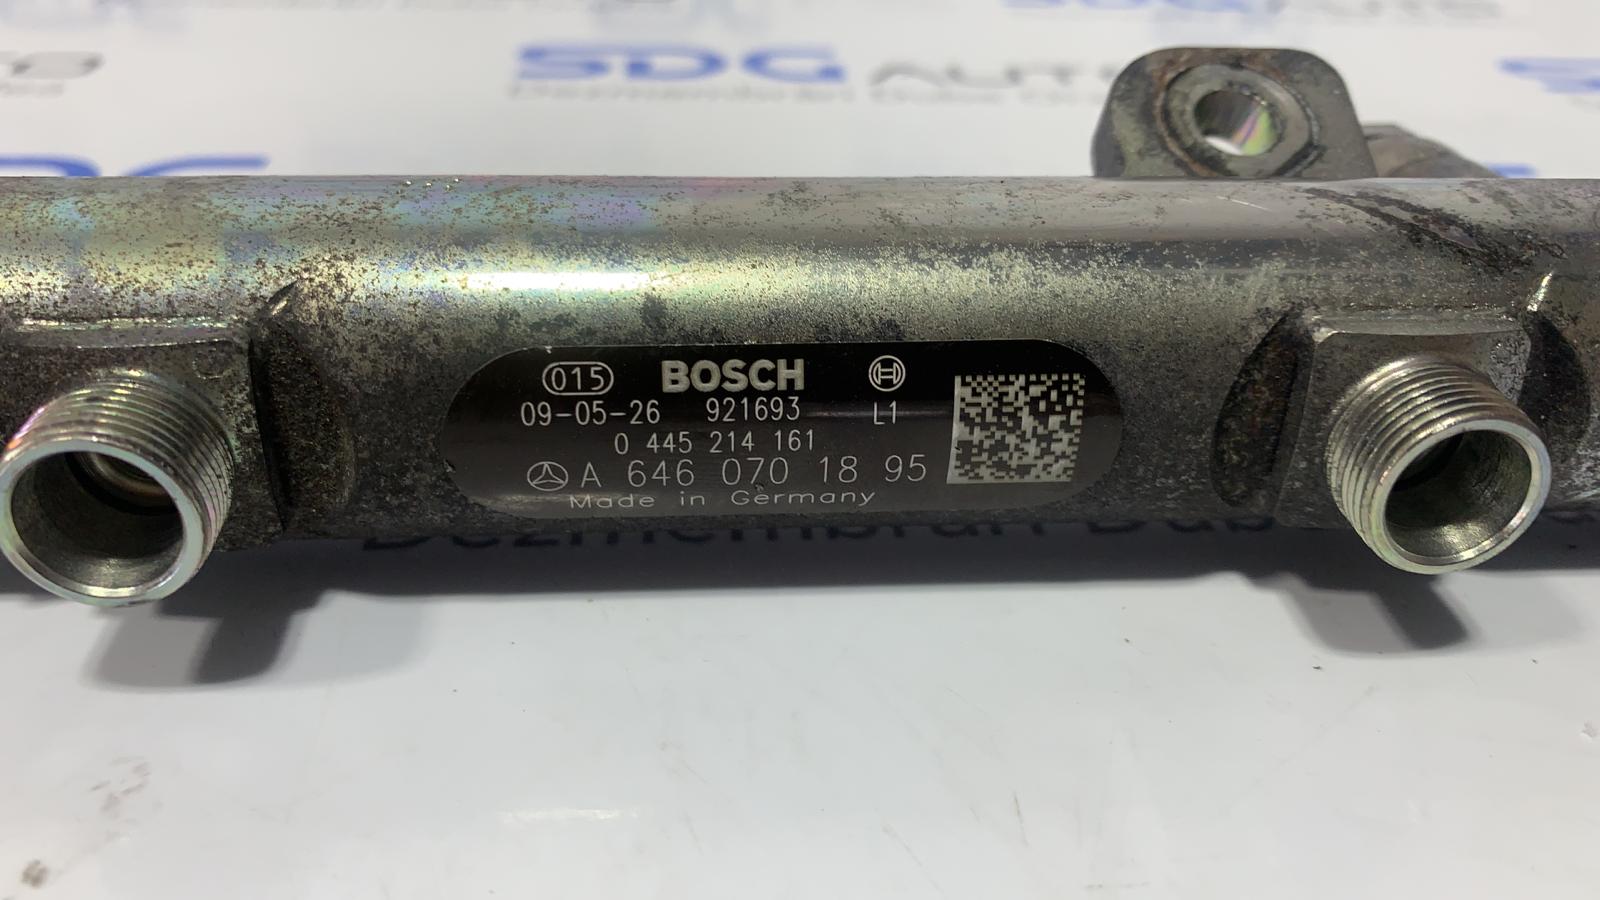 SDG AUTO
015 BOSCH
09-05-26 921693 L1
0 445 214 161
A 646 070 18 95
Made in Germany